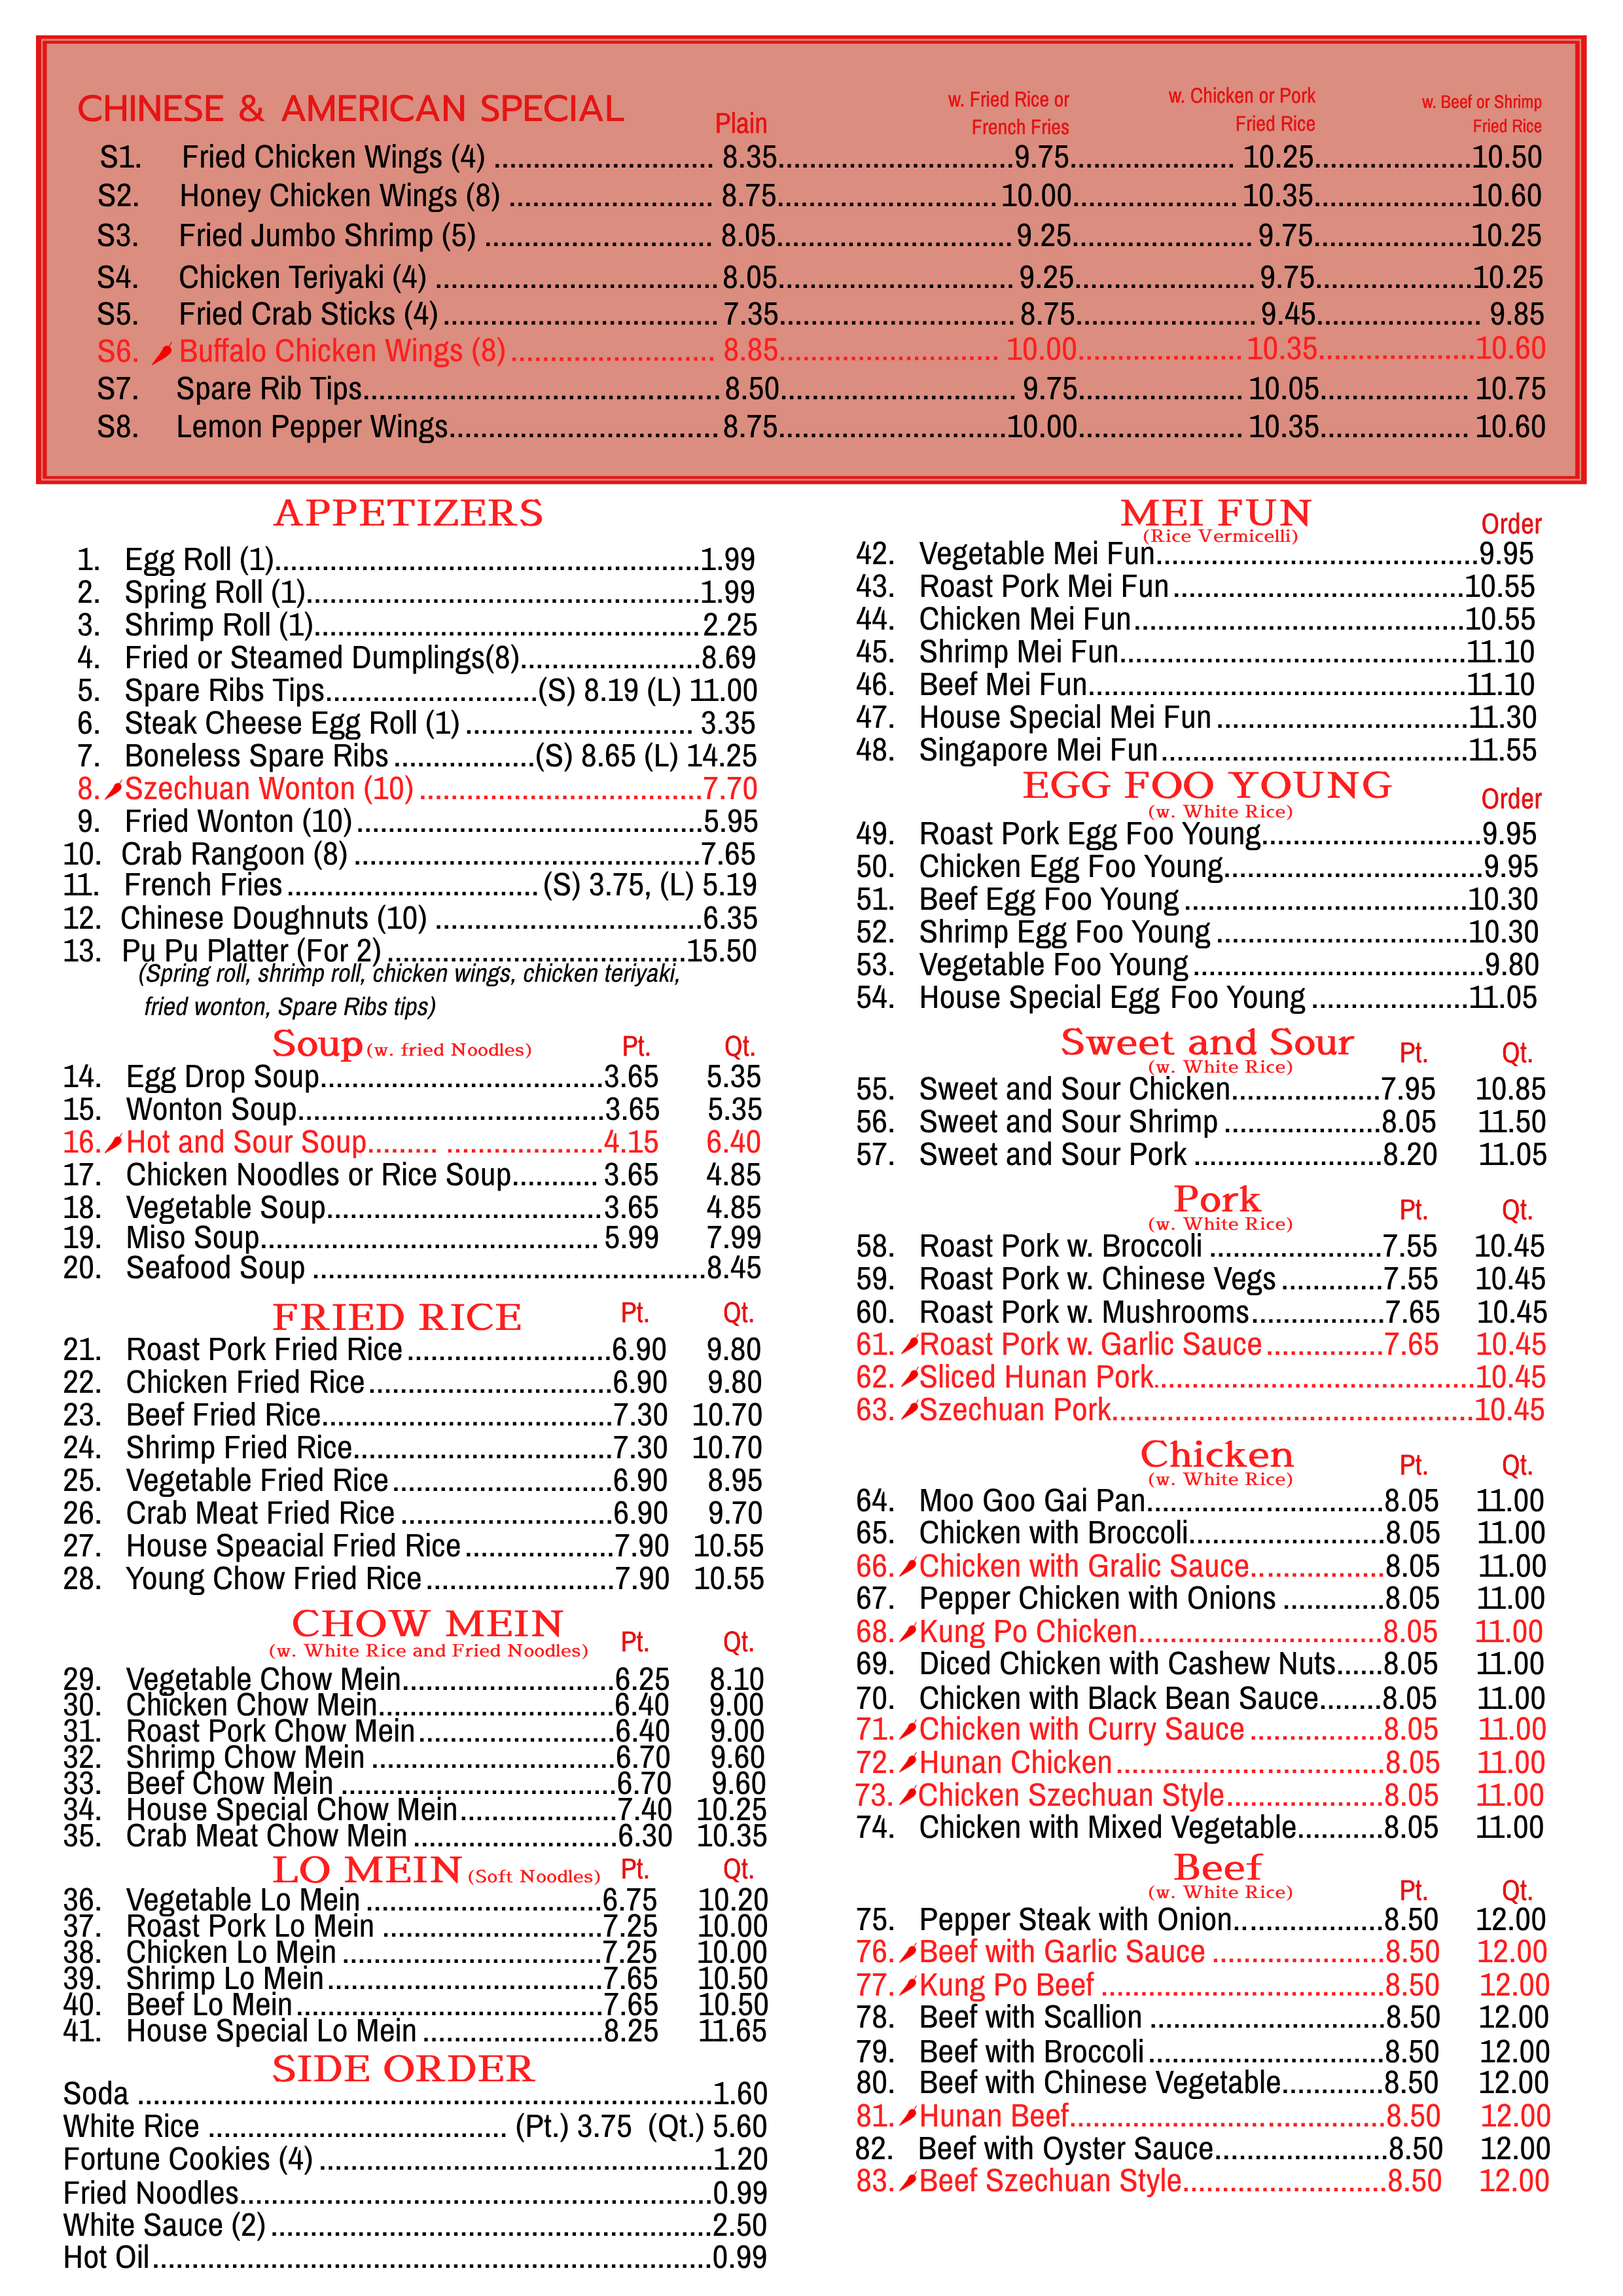 CHINESE & AMERICAN SPECIAL Plain w. Fried Rice or French Fries w. Chicken or Pork Fried Rice w. Beef or Shrimp Fried Rice
S1. Fried Chicken Wings (4) 8.35 9.75 10.25 10.50
S2. Honey Chicken Wings (8) 8.75 10.00 10.35 10.60
S3. Fried Jumbo Shrimp (5) 8.05 9.25 9.75 10.25
S4. Chicken Teriyaki (4) 8.05 9.25 9.75 10.25
S5. Fried Crab Sticks (4) 7.35 8.75 9.45 9.85
S6. Buffalo Chicken Wings (8) 8.85 10.00 10.35 10.60
S7. Spare Rib Tips 8.50 9.75 10.05 10.75
S8. Lemon Pepper Wings 8.75 10.00 10.35 10.60
APPETIZERS
1. Egg Roll (1) 1.99
2. Spring Roll (1) 1.99
3. Shrimp Roll (1) 2.25
4. Fried or Steamed Dumplings(8) 8.69
5. Spare Ribs Tips (S) 8.19 (L) 11.00
6. Steak Cheese Egg Roll (1) 3.35
7. Boneless Spare Ribs (S) 8.65 (L) 14.25
8. Szechuan Wonton (10) 7.70
9. Fried Wonton (10) 5.95
10. Crab Rangoon (8) 7.65
11. French Fries (S) 3.75, (L) 5.19
12. Chinese Doughnuts (10) 6.35
13. Pu Pu Platter (For 2) 15.50
(Spring roll, shrimp roll, chicken wings, chicken teriyaki,
fried wonton, Spare Ribs tips)
Soup (w. fried Noodles) Pt. Qt.
14. Egg Drop Soup 3.65 5.35
15. Wonton Soup 3.65 5.35
16. Hot and Sour Soup 4.15 6.40
17. Chicken Noodles or Rice Soup 3.65 4.85
18. Vegetable Soup 3.65 4.85
19. Miso Soup 5.99 7.99
20. Seafood Soup 8.45
FRIED RICE Pt. Qt.
21. Roast Pork Fried Rice 6.90 9.80
22. Chicken Fried Rice 6.90 9.80
23. Beef Fried Rice 7.30 10.70
24. Shrimp Fried Rice 7.30 10.70
25. Vegetable Fried Rice 6.90 8.95
26. Crab Meat Fried Rice 6.90 9.70
27. House Speacial Fried Rice 7.90 10.55
28. Young Chow Fried Rice 7.90 10.55
CHOW MEIN Pt. Qt.
(w. White Rice and Fried Noodles)
29. Vegetable Chow Mein 6.25 8.10
30. Chicken Chow Mein 6.40 9.00
31. Roast Pork Chow Mein 6.40 9.00
32. Shrimp Chow Mein 6.70 9.60
33. Beef Chow Mein 6.70 9.60
34. House Special Chow Mein 7.40 10.25
35. Crab Meat Chow Mein 6.30 10.35
LO MEIN (Soft Noodles) Pt. Qt.
36. Vegetable Lo Mein 6.75 10.20
37. Roast Pork Lo Mein 7.25 10.00
38. Chicken Lo Mein 7.25 10.00
39. Shrimp Lo Mein 7.65 10.50
40. Beef Lo Mein 7.65 10.50
41. House Special Lo Mein 8.25 11.65
SIDE ORDER
Soda 1.60
White Rice (Pt.) 3.75 (Qt.) 5.60
Fortune Cookies (4) 1.20
Fried Noodles 0.99
White Sauce (2) 2.50
Hot Oil 0.99
MEI FUN Order
(Rice Vermicelli)
42. Vegetable Mei Fun 9.95
43. Roast Pork Mei Fun 10.55
44. Chicken Mei Fun 10.55
45. Shrimp Mei Fun 11.10
46. Beef Mei Fun 11.10
47. House Special Mei Fun 11.30
48. Singapore Mei Fun 11.55
EGG FOO YOUNG Order
(w. White Rice)
49. Roast Pork Egg Foo Young 9.95
50. Chicken Egg Foo Young 9.95
51. Beef Egg Foo Young 10.30
52. Shrimp Egg Foo Young 10.30
53. Vegetable Foo Young 9.80
54. House Special Egg Foo Young 11.05
Sweet and Sour Pt. Qt.
(w. White Rice)
55. Sweet and Sour Chicken 7.95 10.85
56. Sweet and Sour Shrimp 8.05 11.50
57. Sweet and Sour Pork 8.20 11.05
Pork Pt. Qt.
(w. White Rice)
58. Roast Pork w. Broccoli 7.55 10.45
59. Roast Pork w. Chinese Vegs 7.55 10.45
60. Roast Pork w. Mushrooms 7.65 10.45
61. Roast Pork w. Garlic Sauce 7.65 10.45
62. Sliced Hunan Pork 10.45
63. Szechuan Pork 10.45
Chicken Pt. Qt.
(w. White Rice)
64. Moo Goo Gai Pan 8.05 11.00
65. Chicken with Broccoli 8.05 11.00
66. Chicken with Gralic Sauce 8.05 11.00
67. Pepper Chicken with Onions 8.05 11.00
68. Kung Po Chicken 8.05 11.00
69. Diced Chicken with Cashew Nuts 8.05 11.00
70. Chicken with Black Bean Sauce 8.05 11.00
71. Chicken with Curry Sauce 8.05 11.00
72. Hunan Chicken 8.05 11.00
73. Chicken Szechuan Style 8.05 11.00
74. Chicken with Mixed Vegetable 8.05 11.00
Beef Pt. Qt.
(w. White Rice)
75. Pepper Steak with Onion 8.50 12.00
76. Beef with Garlic Sauce 8.50 12.00
77. Kung Po Beef 8.50 12.00
78. Beef with Scallion 8.50 12.00
79. Beef with Broccoli 8.50 12.00
80. Beef with Chinese Vegetable 8.50 12.00
81. Hunan Beef 8.50 12.00
82. Beef with Oyster Sauce 8.50 12.00
83. Beef Szechuan Style 8.50 12.00